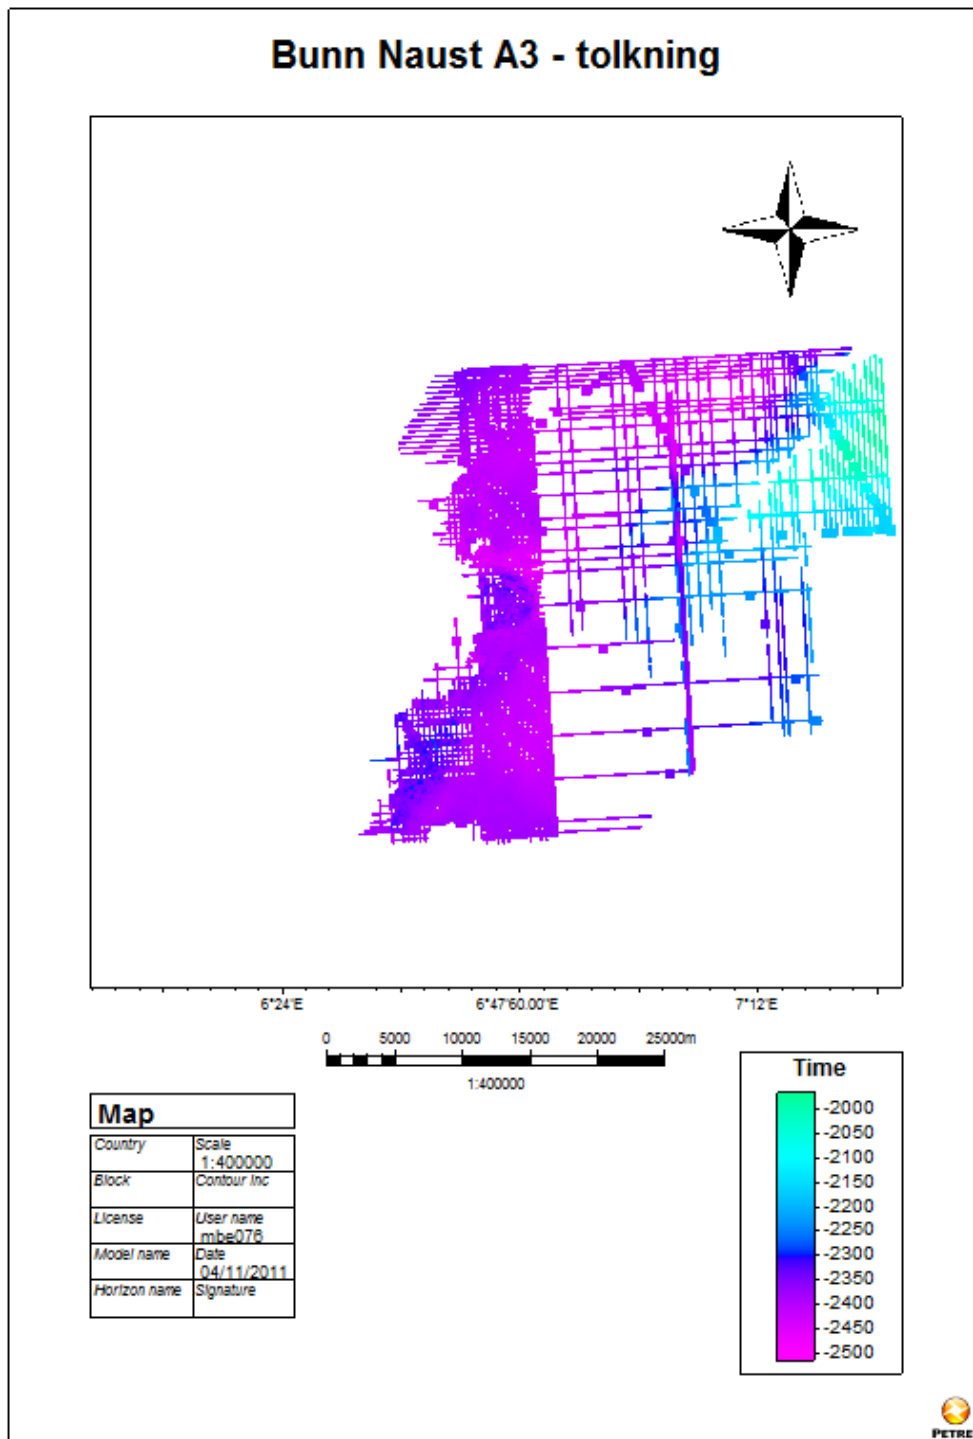 Bunn Naust A3 - tolkning
6°24'E 6°47'60.00"E 7°12'E
0 5000 10000 15000 20000 25000m
1:400000
Map
Country Scale
1:400000
Block Contour inc
License User name
mbe076
Model name Date
04/11/2011
Horizon name Signature
Time
-2000
-2050
-2100
-2150
-2200
-2250
-2300
-2350
-2400
-2450
-2500
PETRE